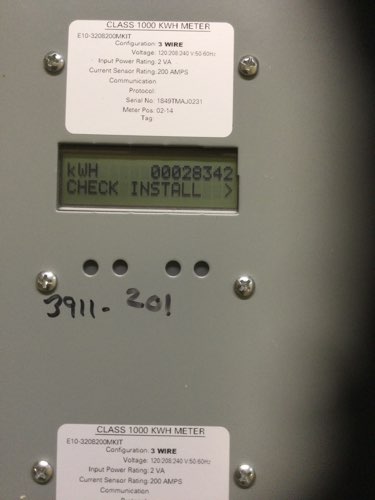 CLASS 1000 KWH METER
E10-3208200MKIT
Configuration: 3 WIRE
Voltage: 120:208:240 V:50-60Hz
Input Power Rating: 2 VA
Current Sensor Rating: 200 AMPS
Communication
Protocol:
Serial No: 1849TMAJ0231
Meter Pos: 02-14
Tag:
kWH 00028342
CHECK INSTALL >
3911-201
CLASS 1000 KWH METER
E10-3208200MKIT
Configuration: 3 WIRE
Voltage: 120:208:240 V:50-60Hz
Input Power Rating: 2 VA
Current Sensor Rating: 200 AMPS
Communication